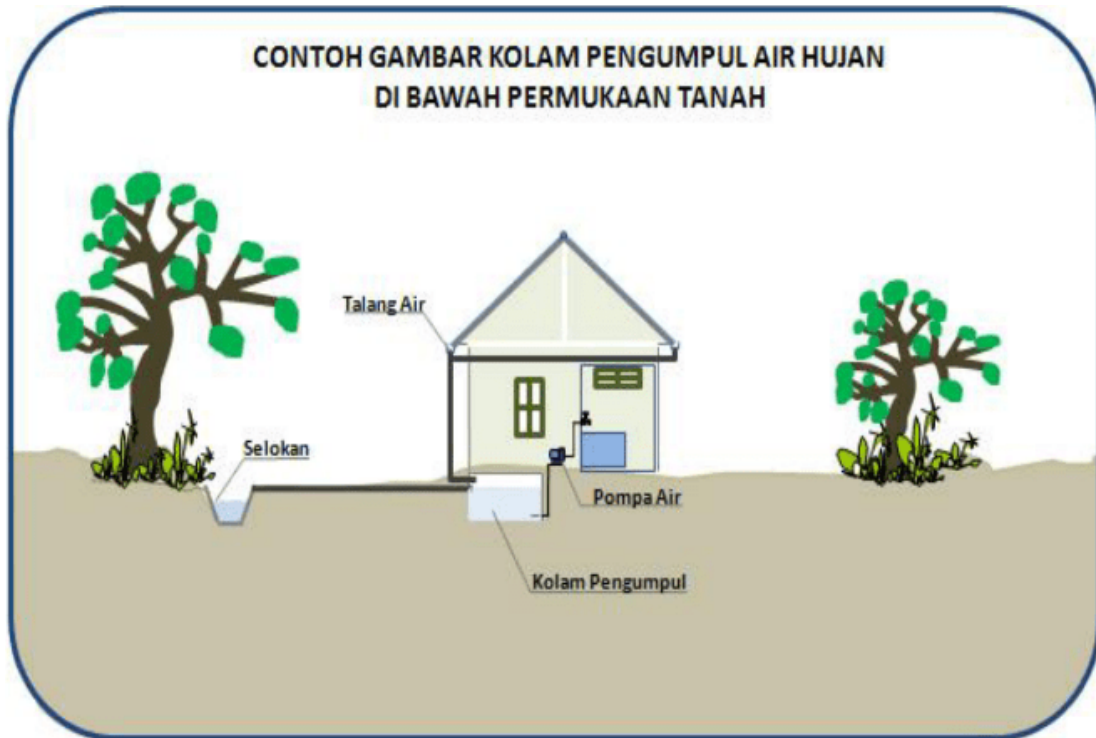 CONTOH GAMBAR KOLAM PENGUMPUL AIR HUJAN
DI BAWAH PERMUKAAN TANAH
Talang Air
Selokan
Pompa Air
Kolam Pengumpul